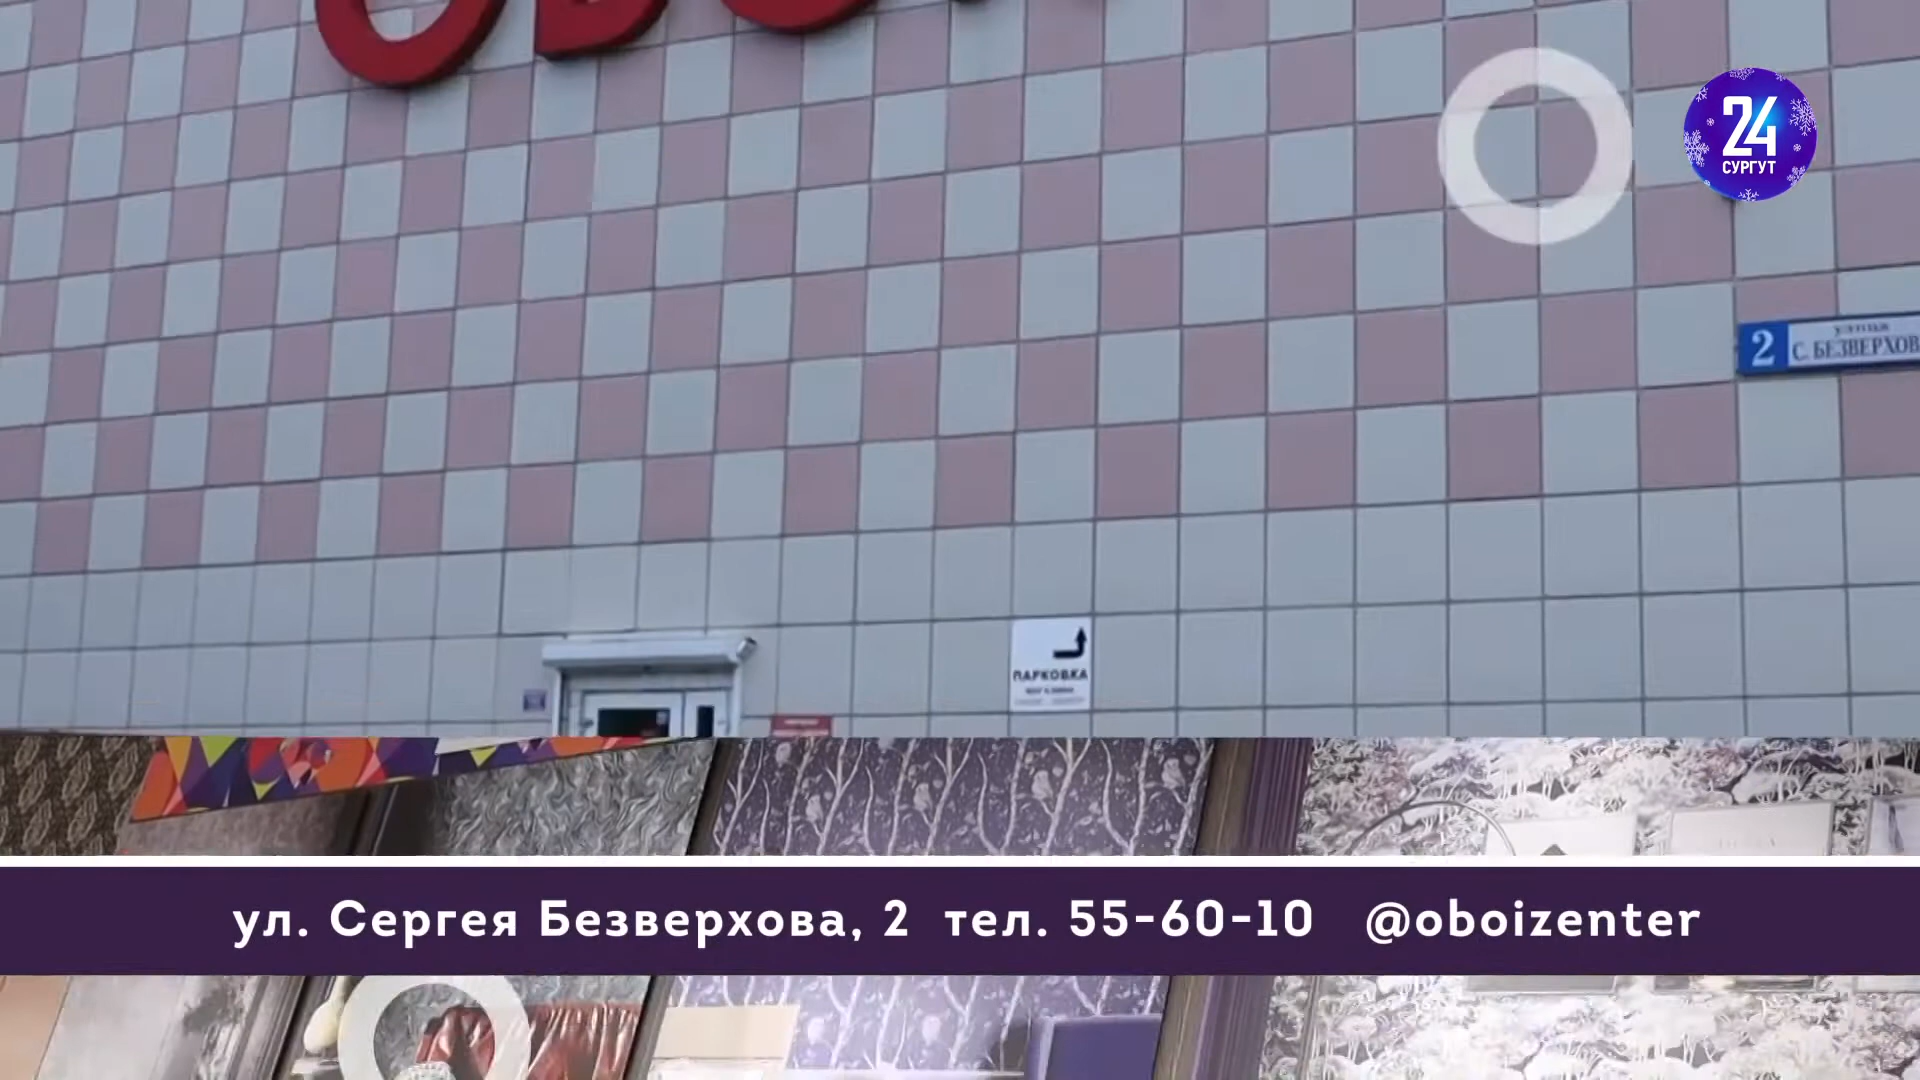 24
СУРГУТ
2
улица
С. БЕЗВЕРХОВ
ПАРКОВКА
ул. Сергея Безверхова, 2 тел. 55-60-10 @oboizenter